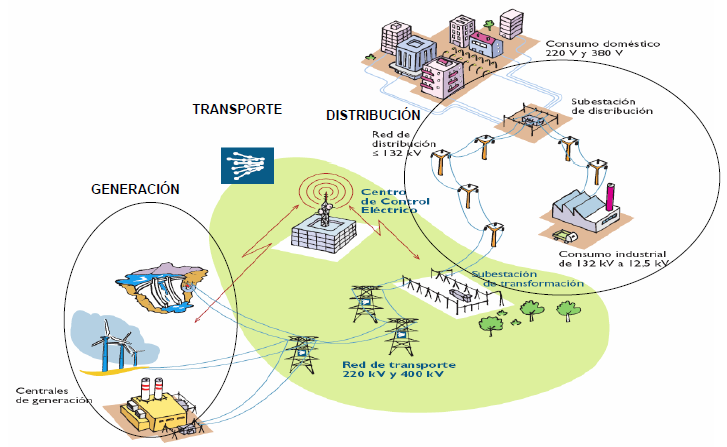 Consumo doméstico
220 V y 380 V
TRANSPORTE
DISTRIBUCIÓN
Subestación
de distribución
Red de
distribución
≤ 132 kV
GENERACIÓN
Centro
de Control
Eléctrico
Consumo industrial
de 132 kV a 12.5 kV
Subestación
de transformación
Red de transporte
220 kV y 400 kV
Centrales
de generación